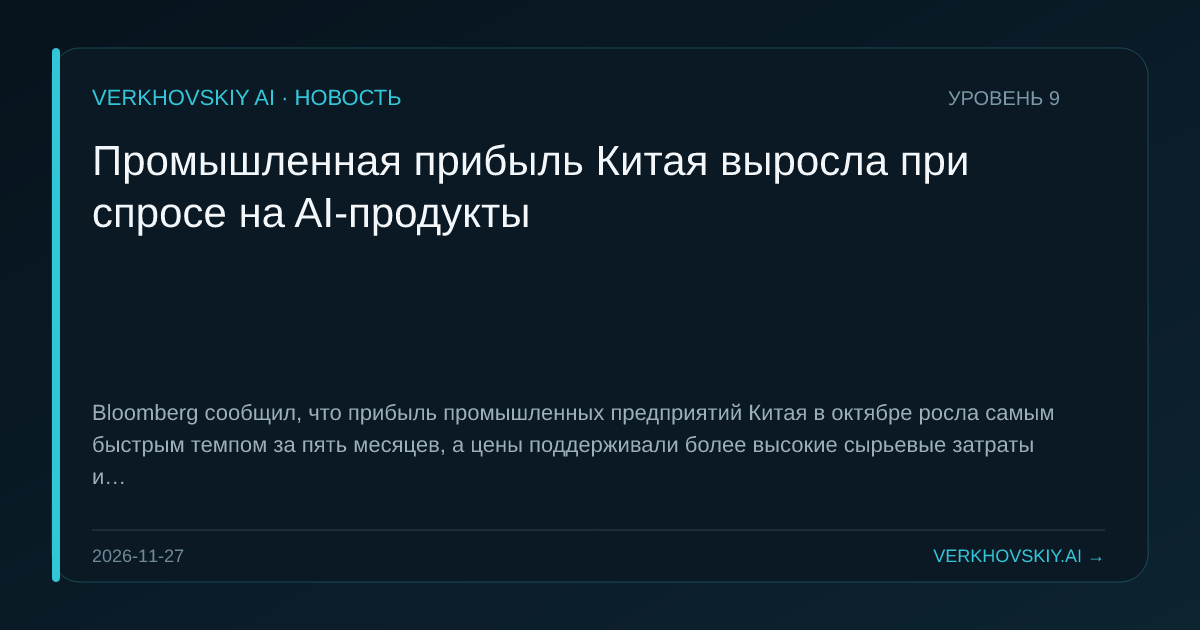 VERKHOVSKIY AI · НОВОСТЬ
УРОВЕНЬ 9
Промышленная прибыль Китая выросла при
спросе на AI-продукты
Bloomberg сообщил, что прибыль промышленных предприятий Китая в октябре росла самым
быстрым темпом за пять месяцев, а цены поддерживали более высокие сырьевые затраты
и…
2026-11-27
VERKHOVSKIY.AI →